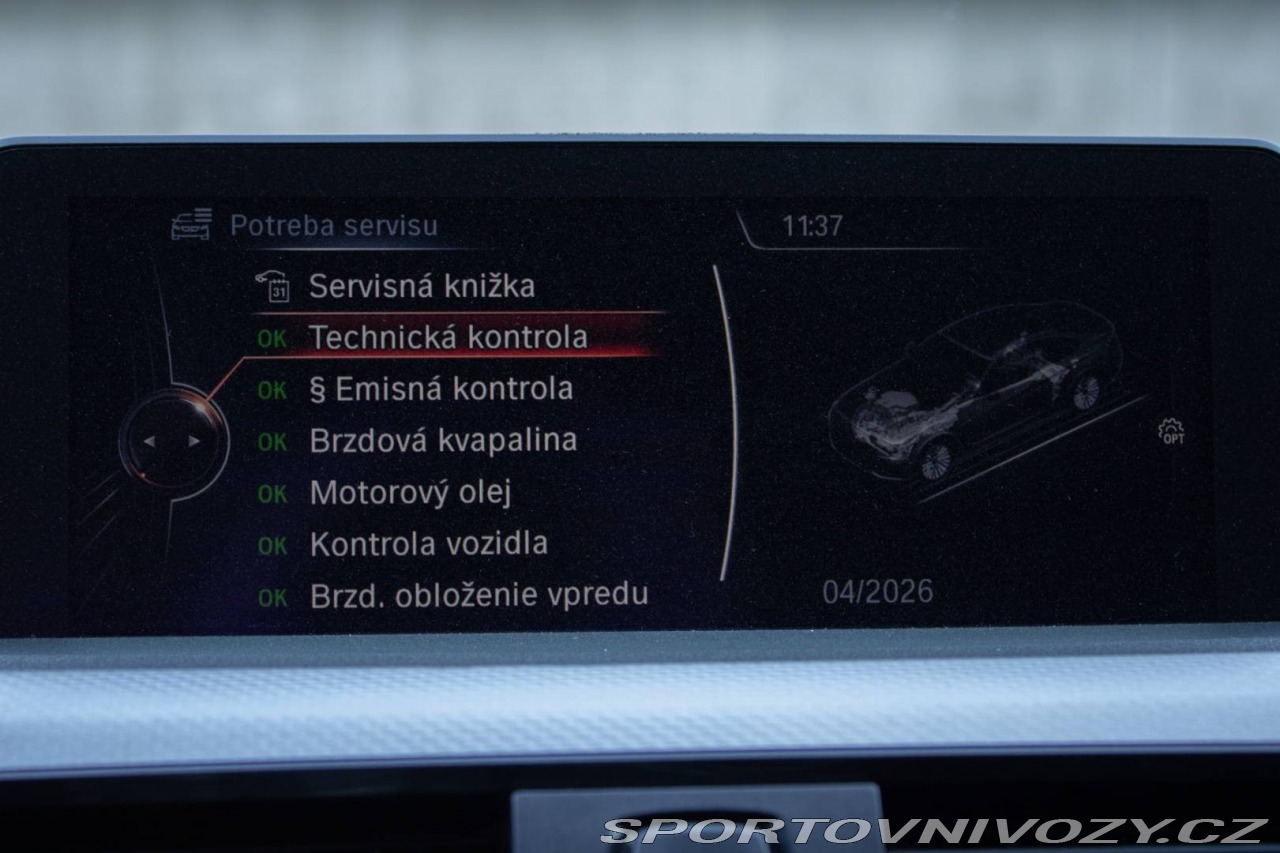 Potreba servisu
11:37
31
Servisná knižka
OK Technická kontrola
OK § Emisná kontrola
OK Brzdová kvapalina
OK Motorový olej
OK Kontrola vozidla
OK Brzd. obloženie vpredu
OPT
04/2026
SPORTOVNIVOZY.CZ